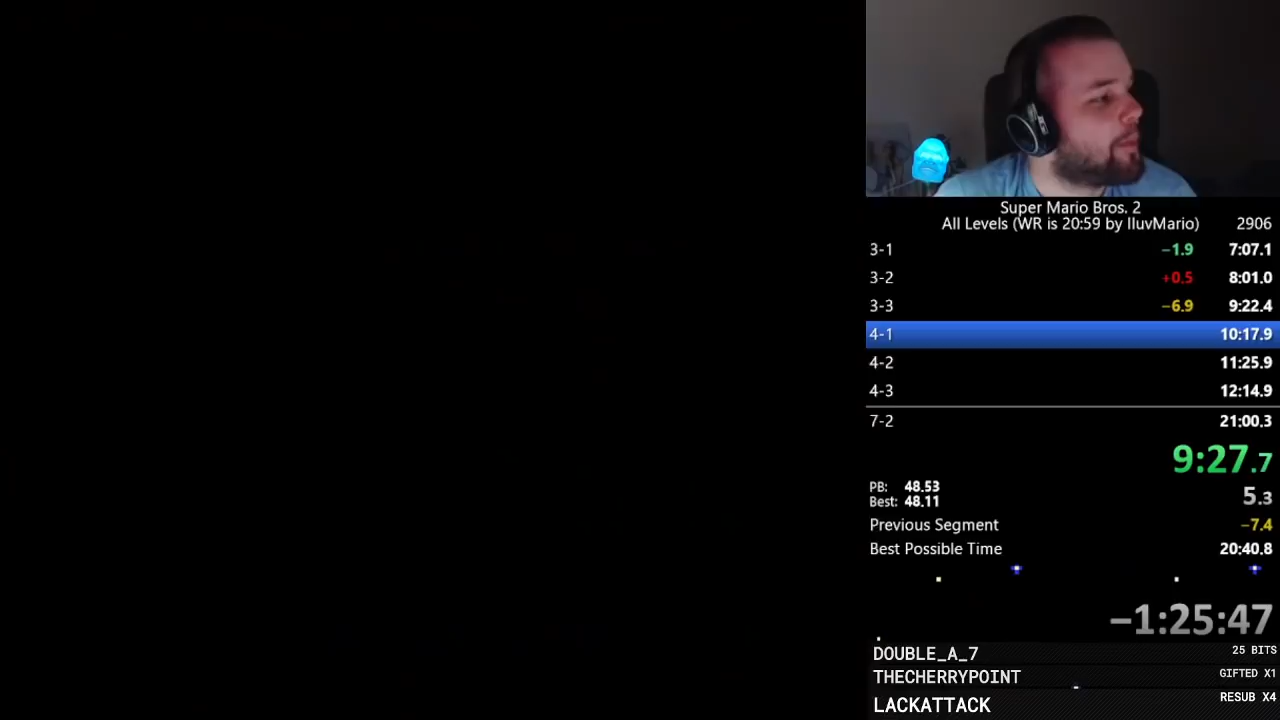 Super Mario Bros. 2
All Levels (WR is 20:59 by IluvMario) 2906
3-1 −1.9 7:07.1
3-2 +0.5 8:01.0
3-3 −6.9 9:22.4
4-1 10:17.9
4-2 11:25.9
4-3 12:14.9
7-2 21:00.3
9:27.7
PB: 48.53
Best: 48.11
5.3
Previous Segment −7.4
Best Possible Time 20:40.8
−1:25:47
DOUBLE_A_7 25 BITS
THECHERRYPOINT GIFTED X1
LACKATTACK RESUB X4